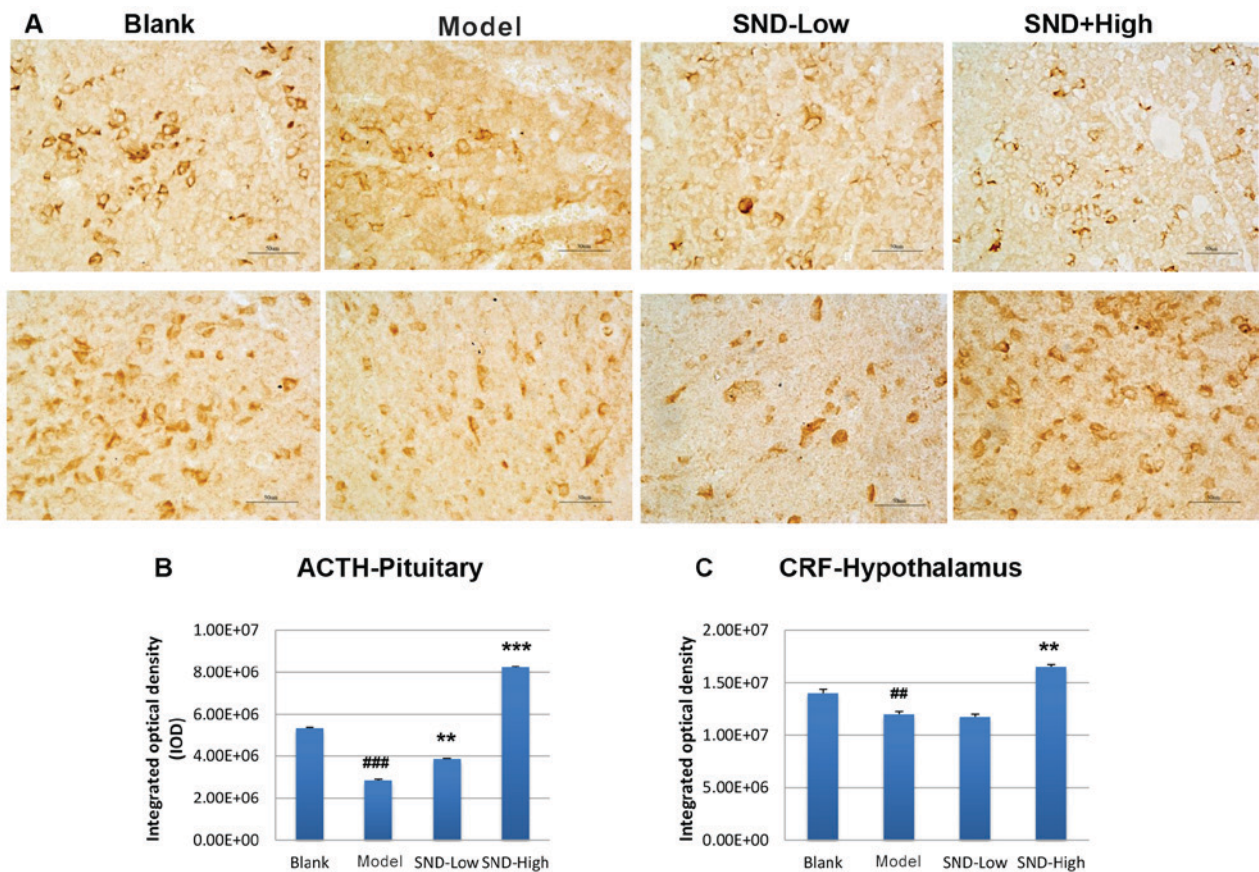 A Blank Model SND-Low SND+High
B ACTH-Pituitary
Integrated optical density
(IOD)
1.00E+07
8.00E+06
6.00E+06
4.00E+06
2.00E+06
0.00E+00
###
**
***
Blank Model SND-Low SND-High
C CRF-Hypothalamus
Integrated optical density
2.00E+07
1.50E+07
1.00E+07
5.00E+06
0.00E+00
##
**
Blank Model SND-Low SND-High